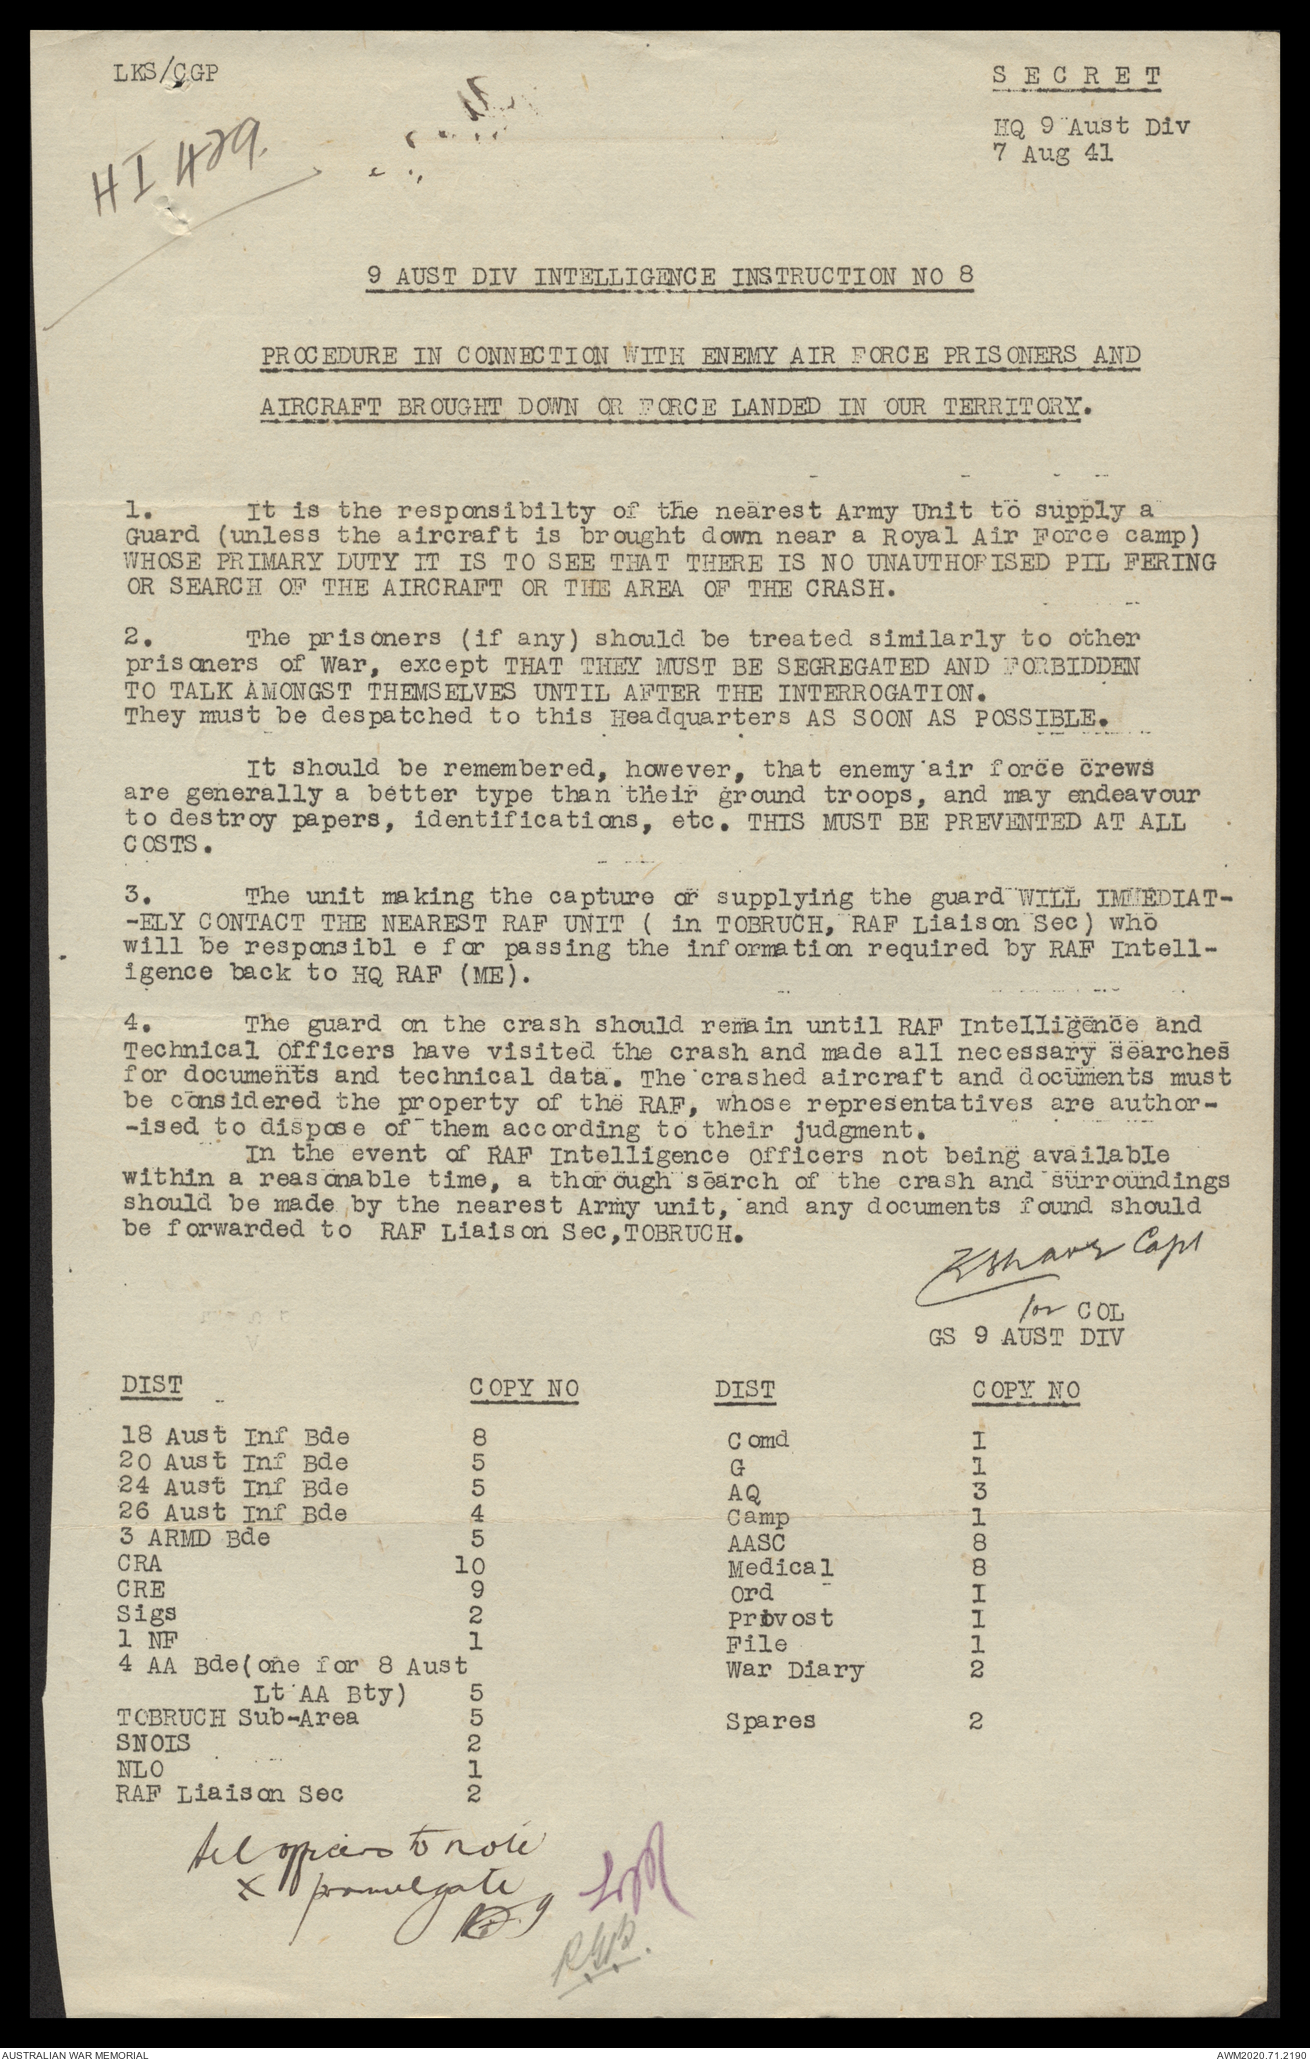 LKS/CGP
S E C R E T
HQ 9 Aust Div
7 Aug 41
HI 429.
9 AUST DIV INTELLIGENCE INSTRUCTION NO 8
PROCEDURE IN CONNECTION WITH ENEMY AIR FORCE PRISONERS AND
AIRCRAFT BROUGHT DOWN OR FORCE LANDED IN OUR TERRITORY.
1. It is the responsibilty of the nearest Army Unit to supply a
Guard (unless the aircraft is brought down near a Royal Air Force camp)
WHOSE PRIMARY DUTY IT IS TO SEE THAT THERE IS NO UNAUTHORISED PIL FERING
OR SEARCH OF THE AIRCRAFT OR THE AREA OF THE CRASH.
2. The prisoners (if any) should be treated similarly to other
prisoners of War, except THAT THEY MUST BE SEGREGATED AND FORBIDDEN
TO TALK AMONGST THEMSELVES UNTIL AFTER THE INTERROGATION.
They must be despatched to this Headquarters AS SOON AS POSSIBLE.
It should be remembered, however, that enemy air force crews
are generally a better type than their ground troops, and may endeavour
to destroy papers, identifications, etc. THIS MUST BE PREVENTED AT ALL
COSTS.
3. The unit making the capture or supplying the guard WILL IMMEDIAT-
-ELY CONTACT THE NEAREST RAF UNIT ( in TOBRUCH, RAF Liaison Sec) who
will be responsibl e for passing the information required by RAF Intell-
igence back to HQ RAF (ME).
4. The guard on the crash should remain until RAF Intelligence and
Technical Officers have visited the crash and made all necessary searches
for documents and technical data. The crashed aircraft and documents must
be considered the property of the RAF, whose representatives are author-
-ised to dispose of them according to their judgment.
In the event of RAF Intelligence Officers not being available
within a reasonable time, a thorough search of the crash and surroundings
should be made by the nearest Army unit, and any documents found should
be forwarded to RAF Liaison Sec,TOBRUCH.
Capt
for COL
GS 9 AUST DIV
DIST COPY NO DIST COPY NO
18 Aust Inf Bde 8 Comd I
20 Aust Inf Bde 5 G 1
24 Aust Inf Bde 5 AQ 3
26 Aust Inf Bde 4 Camp 1
3 ARMD Bde 5 AASC 8
CRA 10 Medical 8
CRE 9 Ord I
Sigs 2 Provost I
1 NF 1 File 1
4 AA Bde(one for 8 Aust War Diary 2
Lt AA Bty) 5
TOBRUCH Sub-Area 5 Spares 2
SNOIS 2
NLO 1
RAF Liaison Sec 2
officers to note
promulgate
AUSTRALIAN WAR MEMORIAL
AWM2020.71.2190